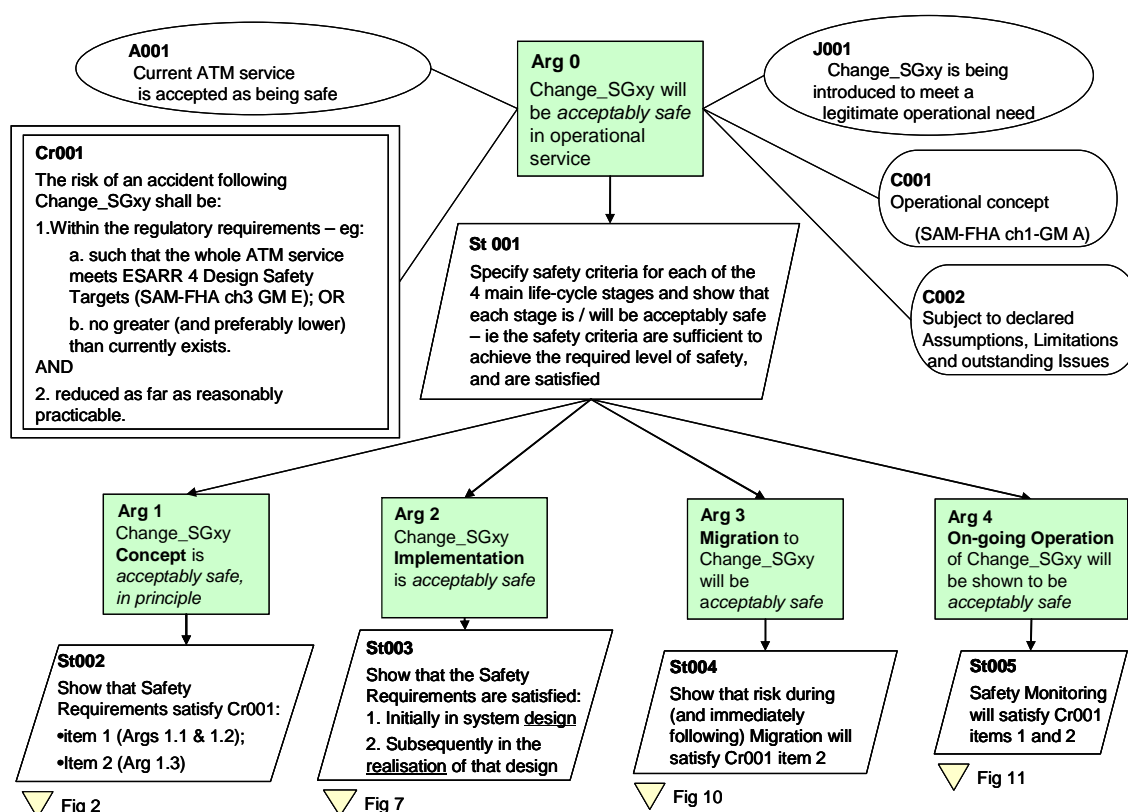 A001
Current ATM service
is accepted as being safe
Arg 0
Change_SGxy will
be acceptably safe
in operational
service
J001
Change_SGxy is being
introduced to meet a
legitimate operational need
Cr001
The risk of an accident following
Change_SGxy shall be:
1.Within the regulatory requirements – eg:
a. such that the whole ATM service
meets ESARR 4 Design Safety
Targets (SAM-FHA ch3 GM E); OR
b. no greater (and preferably lower)
than currently exists.
AND
2. reduced as far as reasonably
practicable.
C001
Operational concept
(SAM-FHA ch1-GM A)
St 001
Specify safety criteria for each of the
4 main life-cycle stages and show that
each stage is / will be acceptably safe
– ie the safety criteria are sufficient to
achieve the required level of safety,
and are satisfied
C002
Subject to declared
Assumptions, Limitations
and outstanding Issues
Arg 1
Change_SGxy
Concept is
acceptably safe,
in principle
Arg 2
Change_SGxy
Implementation
is acceptably safe
Arg 3
Migration to
Change_SGxy
will be
acceptably safe
Arg 4
On-going Operation
of Change_SGxy will
be shown to be
acceptably safe
St002
Show that Safety
Requirements satisfy Cr001:
•item 1 (Args 1.1 & 1.2);
•Item 2 (Arg 1.3)
St003
Show that the Safety
Requirements are satisfied:
1. Initially in system design
2. Subsequently in the
realisation of that design
St004
Show that risk during
(and immediately
following) Migration will
satisfy Cr001 item 2
St005
Safety Monitoring
will satisfy Cr001
items 1 and 2
Fig 2
Fig 7
Fig 10
Fig 11